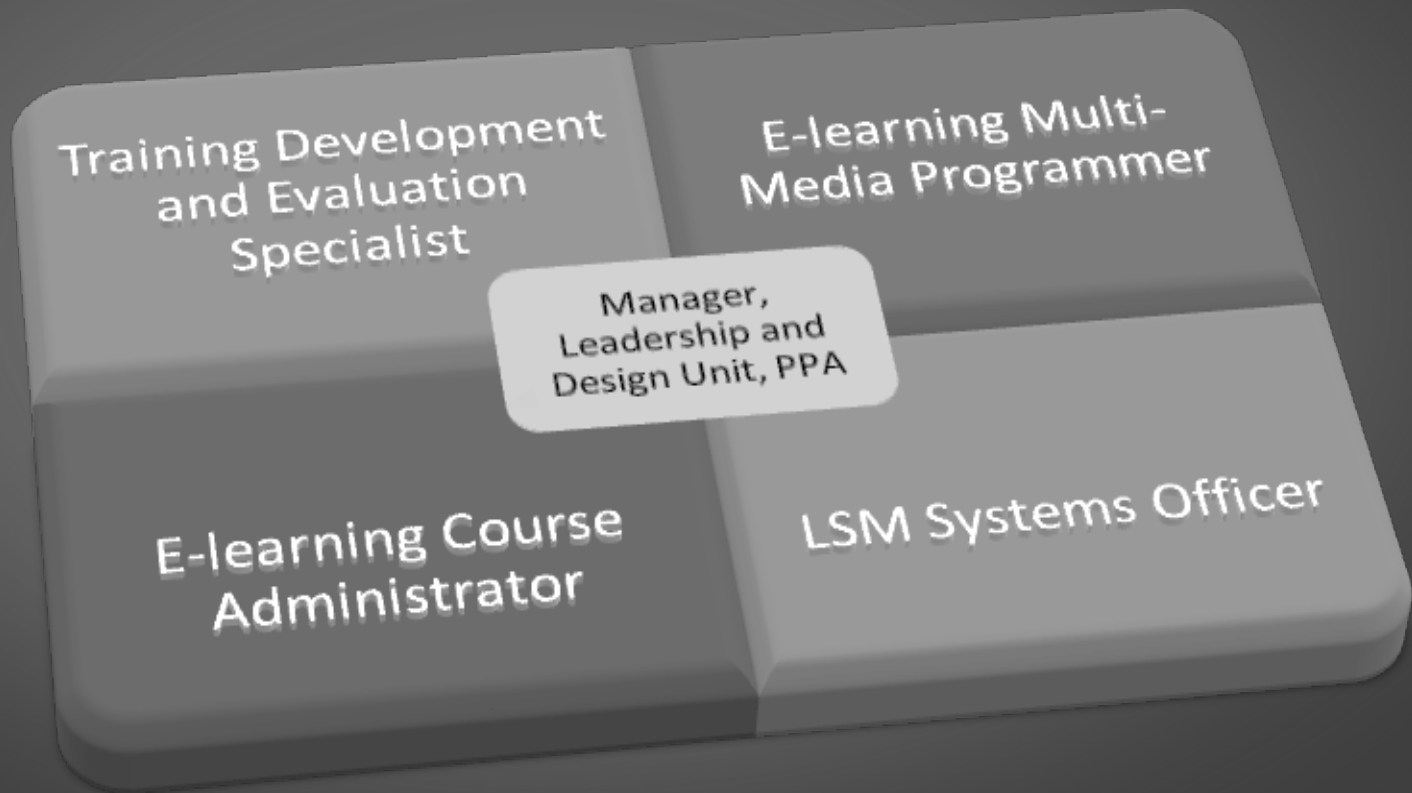 Training Development
and Evaluation
Specialist
E-learning Multi-
Media Programmer
Manager,
Leadership and
Design Unit, PPA
E-learning Course
Administrator
LSM Systems Officer